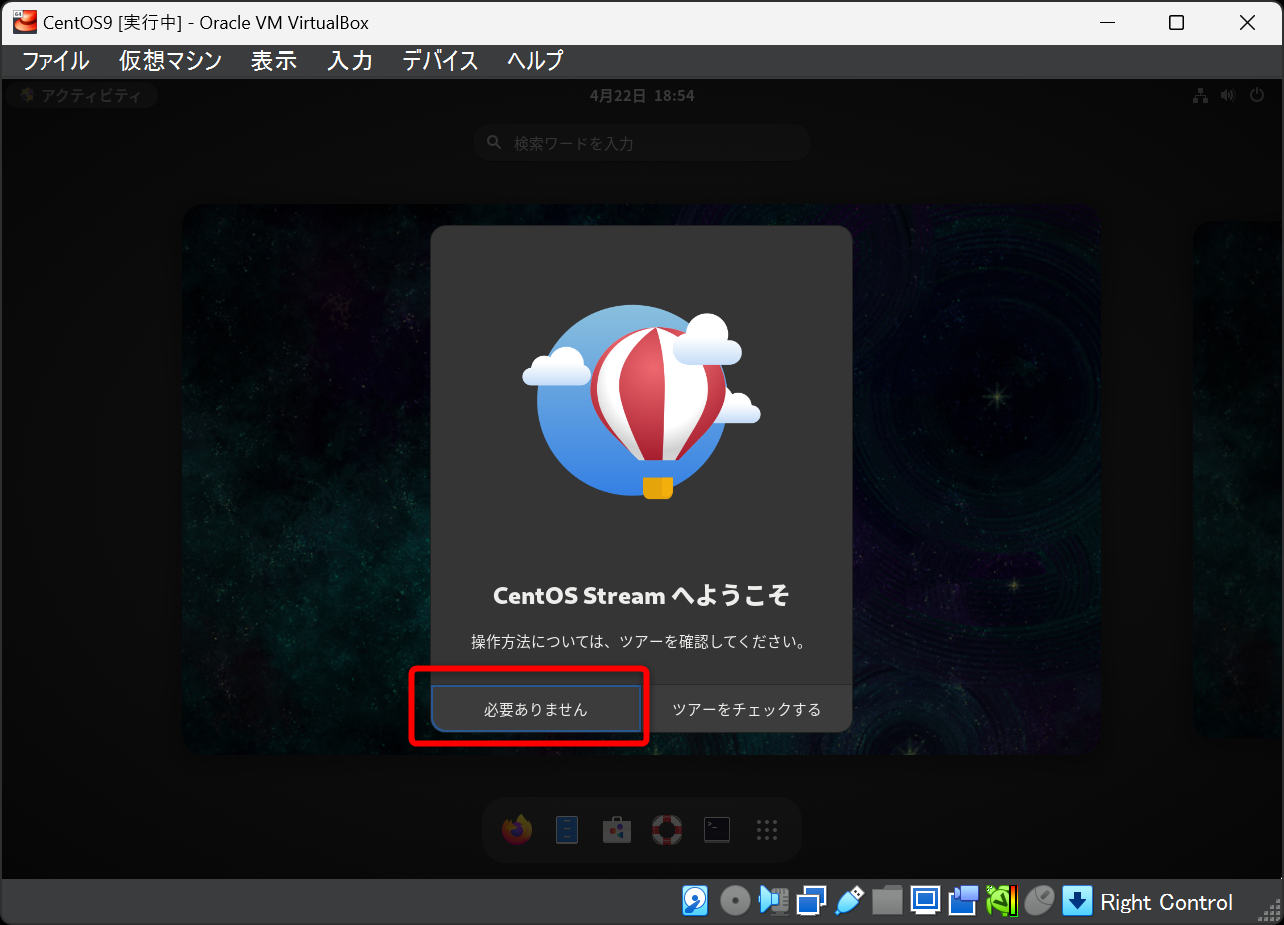 CentOS9 [実行中] - Oracle VM VirtualBox
ファイル 仮想マシン 表示 入力 デバイス ヘルプ
アクティビティ 4月22日 18:54
検索ワードを入力
CentOS Stream へようこそ
操作方法については、ツアーを確認してください。
必要ありません ツアーをチェックする
Right Control